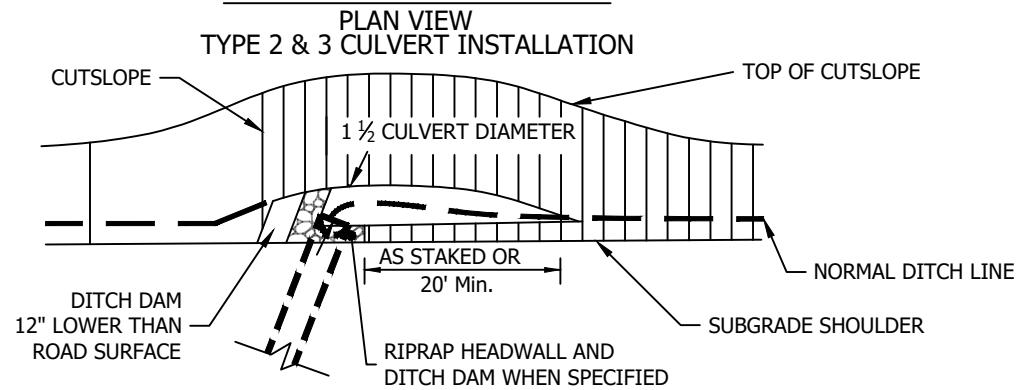 PLAN VIEW
TYPE 2 & 3 CULVERT INSTALLATION
CUTSLOPE
TOP OF CUTSLOPE
1 ½ CULVERT DIAMETER
AS STAKED OR
20' Min.
NORMAL DITCH LINE
DITCH DAM
12" LOWER THAN
ROAD SURFACE
SUBGRADE SHOULDER
RIPRAP HEADWALL AND
DITCH DAM WHEN SPECIFIED